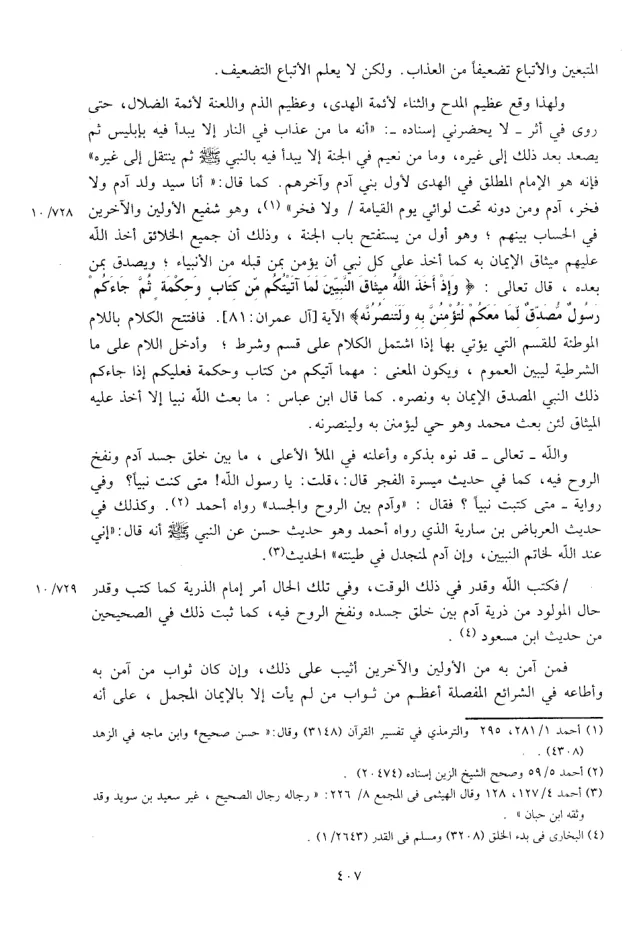 المتبعين والأتباع تضعيفاً من العذاب. ولكن لا يعلم الأتباع التضعيف.
ولهذا وقع عظيم المدح والثناء لأئمة الهدى، وعظيم الذم واللعنة لأئمة الضلال، حتى
روى في أثر ـ لا يحضرني إسناده ـ: «أنه ما من عذاب في النار إلا يبدأ فيه بإبليس ثم
يصعد بعد ذلك إلى غيره، وما من نعيم في الجنة إلا يبدأ فيه بالنبي ﷺ ثم ينتقل إلى غيره»
فإنه هو الإمام المطلق في الهدى لأول بني آدم وآخرهم. كما قال:« أنا سيد ولد آدم ولا
فخر، آدم ومن دونه تحت لوائي يوم القيامة / ولا فخر» (١)، وهو شفيع الأولين والآخرين ١٠/٧٢٨
في الحساب بينهم ؛ وهو أول من يستفتح باب الجنة ، وذلك أن جميع الخلائق أخذ اللّه
عليهم ميثاق الإيمان به كما أخذ على كل نبي أن يؤمن بمن قبله من الأنبياء ؛ ويصدق بمن
بعده ، قال تعالى : ﴿ وَإِذْ أَخَذَ اللَّهُ مِيثَاقَ النَّبِيِّينَ لَمَا آتَيْتُكُم مِّن كِتَابٍ وَحِكْمَةٍ ثُمَّ جَاءَكُمْ
رَسُولٌ مُصَدِّقٌ لِّمَا مَعَكُمْ لَتُؤْمِنُنَّ بِهِ وَلَتَنصُرُنَّهُ﴾ الآية [آل عمران:٨١]. فافتتح الكلام باللام
الموطئة للقسم التي يؤتي بها إذا اشتمل الكلام على قسم وشرط ؛ وأدخل اللام على ما
الشرطية ليبين العموم ، ويكون المعنى : مهما آتيكم من كتاب وحكمة فعليكم إذا جاءكم
ذلك النبي المصدق الإيمان به ونصره. كما قال ابن عباس : ما بعث اللّه نبيا إلا أخذ عليه
الميثاق لئن بعث محمد وهو حي ليؤمنن به ولينصرنه.
واللّه ـ تعالى ـ قد نوه بذكره وأعلنه في الملأ الأعلى ، ما بين خلق جسد آدم ونفخ
الروح فيه، كما في حديث ميسرة الفجر قال:،قلت: يا رسول اللّه! متى كنت نبياً؟ وفي
رواية ـ متى كتبت نبياً ؟ فقال : «وآدم بين الروح والجسد» رواه أحمد (٢). وكذلك في
حديث العرباض بن سارية الذي رواه أحمد وهو حديث حسن عن النبي ﷺ أنه قال:«إني
عند اللّه لخاتم النبيين، وإن آدم لمنجدل في طينته» الحديث(٣).
/ فكتب اللّه وقدر في ذلك الوقت، وفي تلك الحال أمر إمام الذرية كما كتب وقدر ١٠/٧٢٩
حال المولود من ذرية آدم بين خلق جسده ونفخ الروح فيه، كما ثبت ذلك في الصحيحين
من حديث ابن مسعود (٤) .
فمن آمن به من الأولين والآخرين أثيب على ذلك، وإن كان ثواب من آمن به
وأطاعه في الشرائع المفصلة أعظم من ثواب من لم يأت إلا بالإيمان المجمل ، على أنه
(١) أحمد ٢٨١/١، ٢٩٥ والترمذي في تفسير القرآن (٣١٤٨) وقال:« حسن صحيح» وابن ماجه في الزهد
(٤٣٠٨) . .
(٢) أحمد ٥٩/٥ وصحح الشيخ الزين إسناده (٢٠٤٧٤) .
(٣) أحمد ١٢٧/٤، ١٢٨ وقال الهيثمى فى المجمع ٨/ ٢٢٦: « رجاله رجال الصحيح ، غير سعيد بن سويد وقد
وثقه ابن حبان » .
(٤) البخارى فى بدء الخلق (٣٢٠٨) ومسلم فى القدر (١/٢٦٤٣) .
٤٠٧